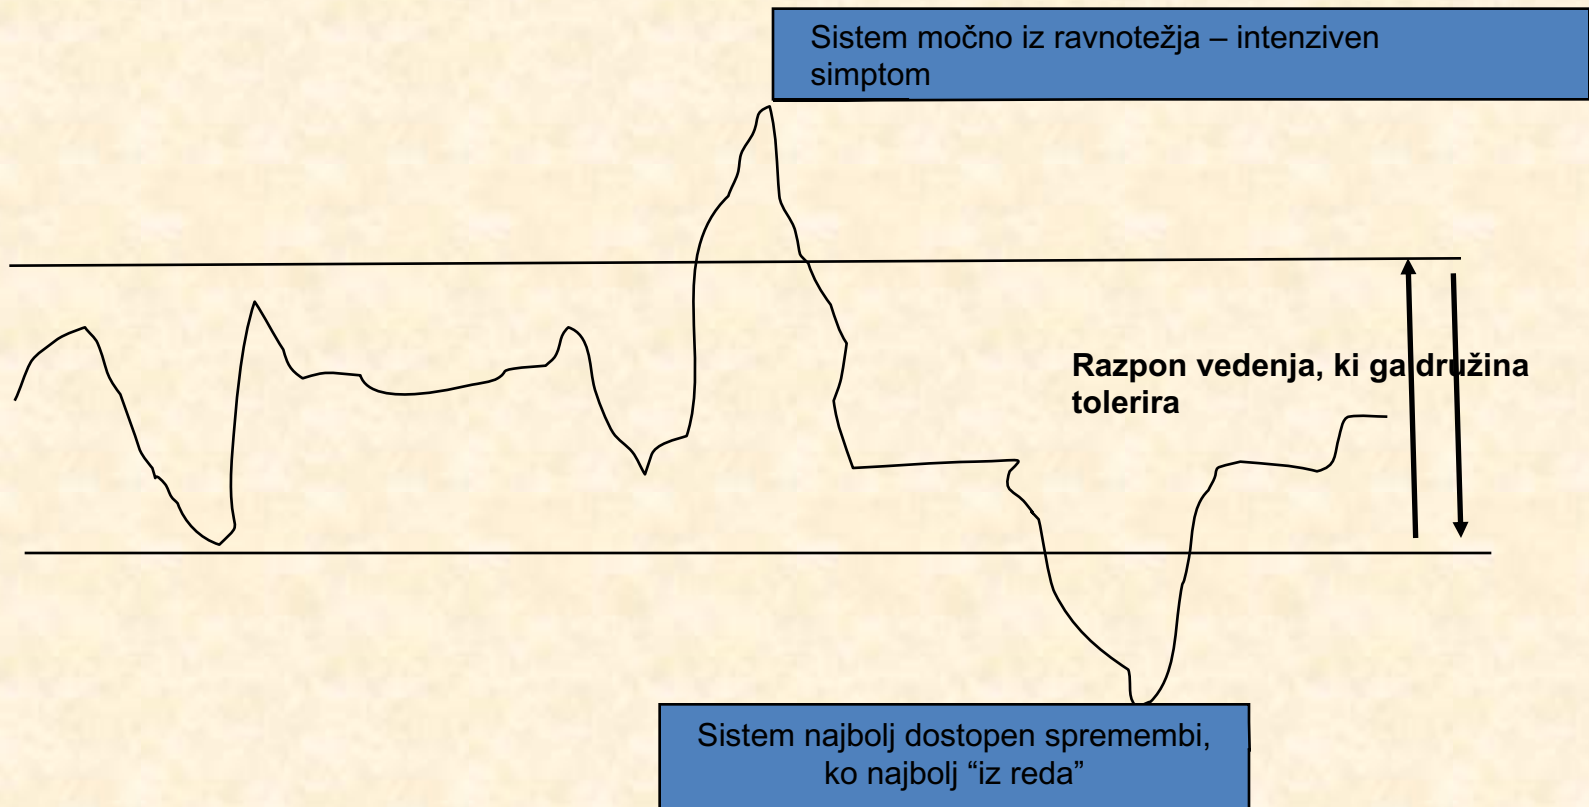 Sistem močno iz ravnotežja – intenziven
simptom
Razpon vedenja, ki ga družina
tolerira
Sistem najbolj dostopen spremembi,
ko najbolj “iz reda”